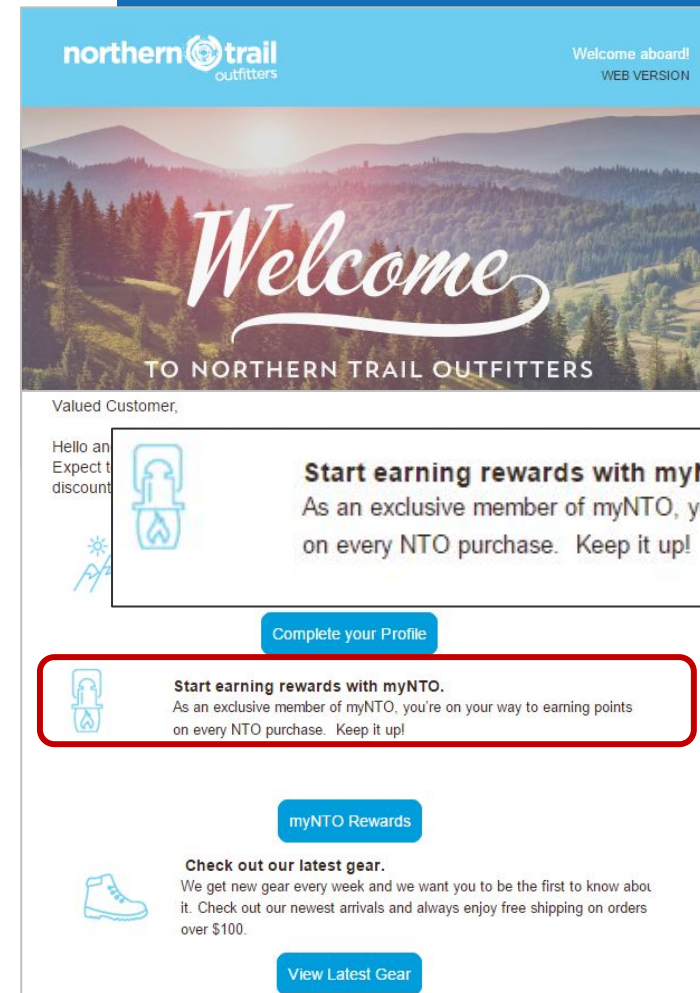 northern trail
outfitters
Welcome aboard!
WEB VERSION
Welcome
TO NORTHERN TRAIL OUTFITTERS
Valued Customer,
Hello an
Expect t
discount
Start earning rewards with my
As an exclusive member of myNTO, y
on every NTO purchase. Keep it up!
Complete your Profile
Start earning rewards with myNTO.
As an exclusive member of myNTO, you're on your way to earning points
on every NTO purchase. Keep it up!
myNTO Rewards
Check out our latest gear.
We get new gear every week and we want you to be the first to know abou
it. Check out our newest arrivals and always enjoy free shipping on orders
over $100.
View Latest Gear